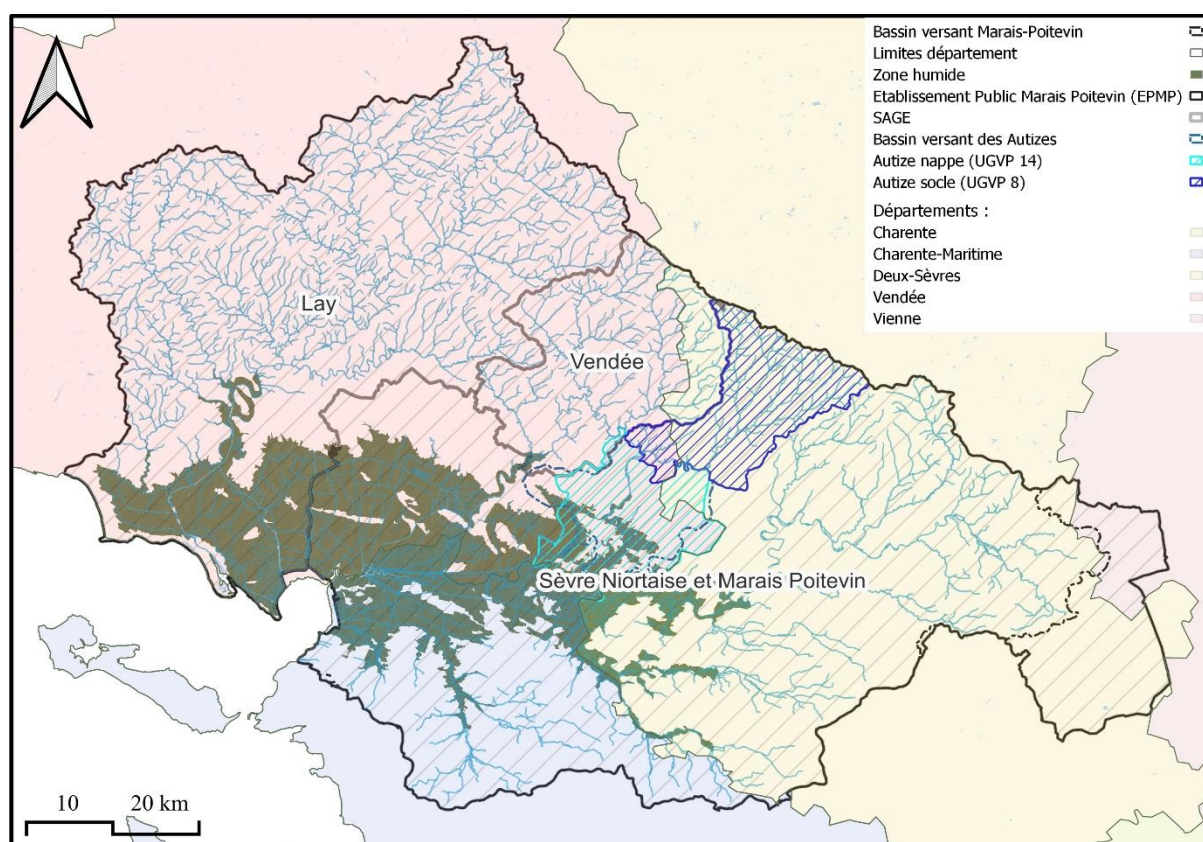 Bassin versant Marais-Poitevin
Limites département
Zone humide
Etablissement Public Marais Poitevin (EPMP)
SAGE
Bassin versant des Autizes
Autize nappe (UGVP 14)
Autize socle (UGVP 8)
Départements :
Charente
Charente-Maritime
Deux-Sèvres
Vendée
Vienne
Lay
Vendée
Sèvre Niortaise et Marais Poitevin
10 20 km